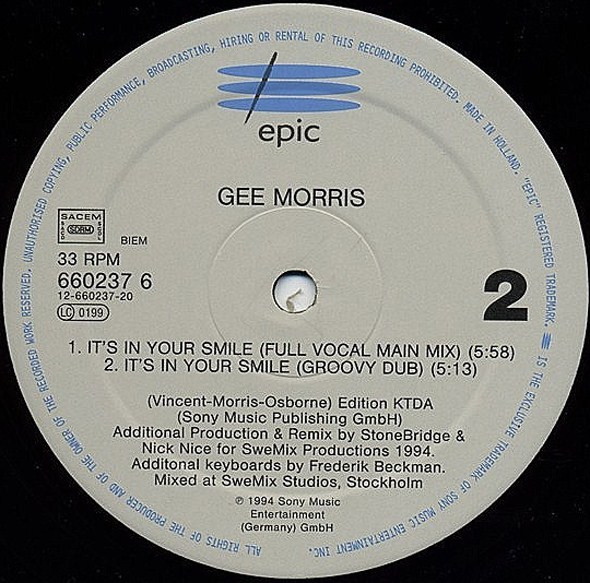 epic
GEE MORRIS
SACEM
SDRM
BIEM
33 RPM
660237 6
12-660237-20
LC 0199
2
1. IT'S IN YOUR SMILE (FULL VOCAL MAIN MIX) (5:58)
2. IT'S IN YOUR SMILE (GROOVY DUB) (5:13)
(Vincent-Morris-Osborne) Edition KTDA
(Sony Music Publishing GmbH)
Additional Production & Remix by StoneBridge &
Nick Nice for SweMix Productions 1994.
Additonal keyboards by Frederik Beckman.
Mixed at SweMix Studios, Stockholm
℗ 1994 Sony Music
Entertainment
(Germany) GmbH
ALL RIGHTS OF THE PRODUCER AND OF THE OWNER OF THE RECORDED WORK RESERVED. UNAUTHORISED COPYING, PUBLIC PERFORMANCE, BROADCASTING, HIRING OR RENTAL OF THIS RECORDING PROHIBITED. MADE IN HOLLAND. "EPIC" REGISTERED TRADEMARK. IS THE EXCLUSIVE TRADEMARK OF SONY MUSIC ENTERTAINMENT INC.